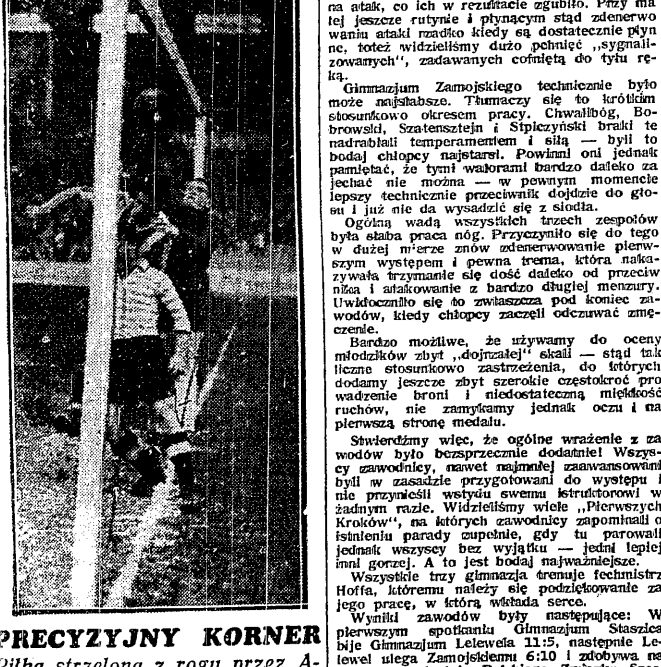 PRECYZYJNY KORNER
Piłka strzelona z rogu przez A-
na atak, co ich w rezultacie zgubiło. Przy ma
łej jeszcze rutynie i płynącym stąd zdenerwo
waniu ataki rzadko kiedy są dostatecznie płyn
ne, toteż widzieliśmy dużo pchnięć „sygnali-
zowanych”, zadawanych cofniętą do tyłu rę-
ką.
Gimnazjum Zamojskiego technicznie było
może najsłabsze. Tłumaczy się to krótkim
stosunkowo okresem pracy. Chwalibóg, Bo-
browski, Szatensztejn i Stpiczyński braki te
nadrabiali temperamentem i siłą — byli to
bodaj chłopcy najstarsi. Powinni oni jednak
pamiętać, że tymi walorami bardzo daleko za
jechać nie można — w pewnym momencie
lepszy technicznie przeciwnik dojdzie do gło-
su i już nie da wysadzić się z siodła.
Ogólną wadą wszystkich trzech zespołów
była słaba praca nóg. Przyczyniło się do tego
w dużej mierze znów zdenerwowanie pierw-
szym występem i pewna trema, która naka-
zywała trzymanie się dość daleko od przeciw
nika i atakowanie z bardzo długiej menzury.
Uwidoczniło się to zwłaszcza pod koniec za-
wodów, kiedy chłopcy zaczęli odczuwać zmę-
czenie.
Bardzo możliwe, że używamy do oceny
młodzików zbyt „dojrzałej” skali — stąd tak
liczne stosunkowo zastrzeżenia, do których
dodamy jeszcze zbyt szerokie częstokroć pro
wadzenie broni i niedostateczną miękkość
ruchów, nie zamykamy jednak oczu i na
pierwszą stronę medalu.
Stwierdźmy więc, że ogólne wrażenie z za
wodów było bezsprzecznie dodatnie! Wszys-
cy zawodnicy, nawet najmniej zaawansowani
byli w zasadzie przygotowani do występu i
nie przynieśli wstydu swemu istruktorowi w
żadnym razie. Widzieliśmy wiele „Pierwszych
Kroków”, na których zawodnicy zapominali o
istnieniu parady zupełnie, gdy tu parowali
jednak wszyscy bez wyjątku — jedni lepiej
inni gorzej. A to jest bodaj najważniejsze.
Wszystkie trzy gimnazja trenuje fechmistrz
Hoffa, któremu należy się podziękowanie za
jego pracę, w którą wkłada serce.
Wyniki zawodów były następujące: W
pierwszym spotkaniu Gimnazjum Staszica
bije Gimnazjum Lelewela 11:5, następnie Le-
lewel ulega Zamojskiemu 6:10 i zdobywa na